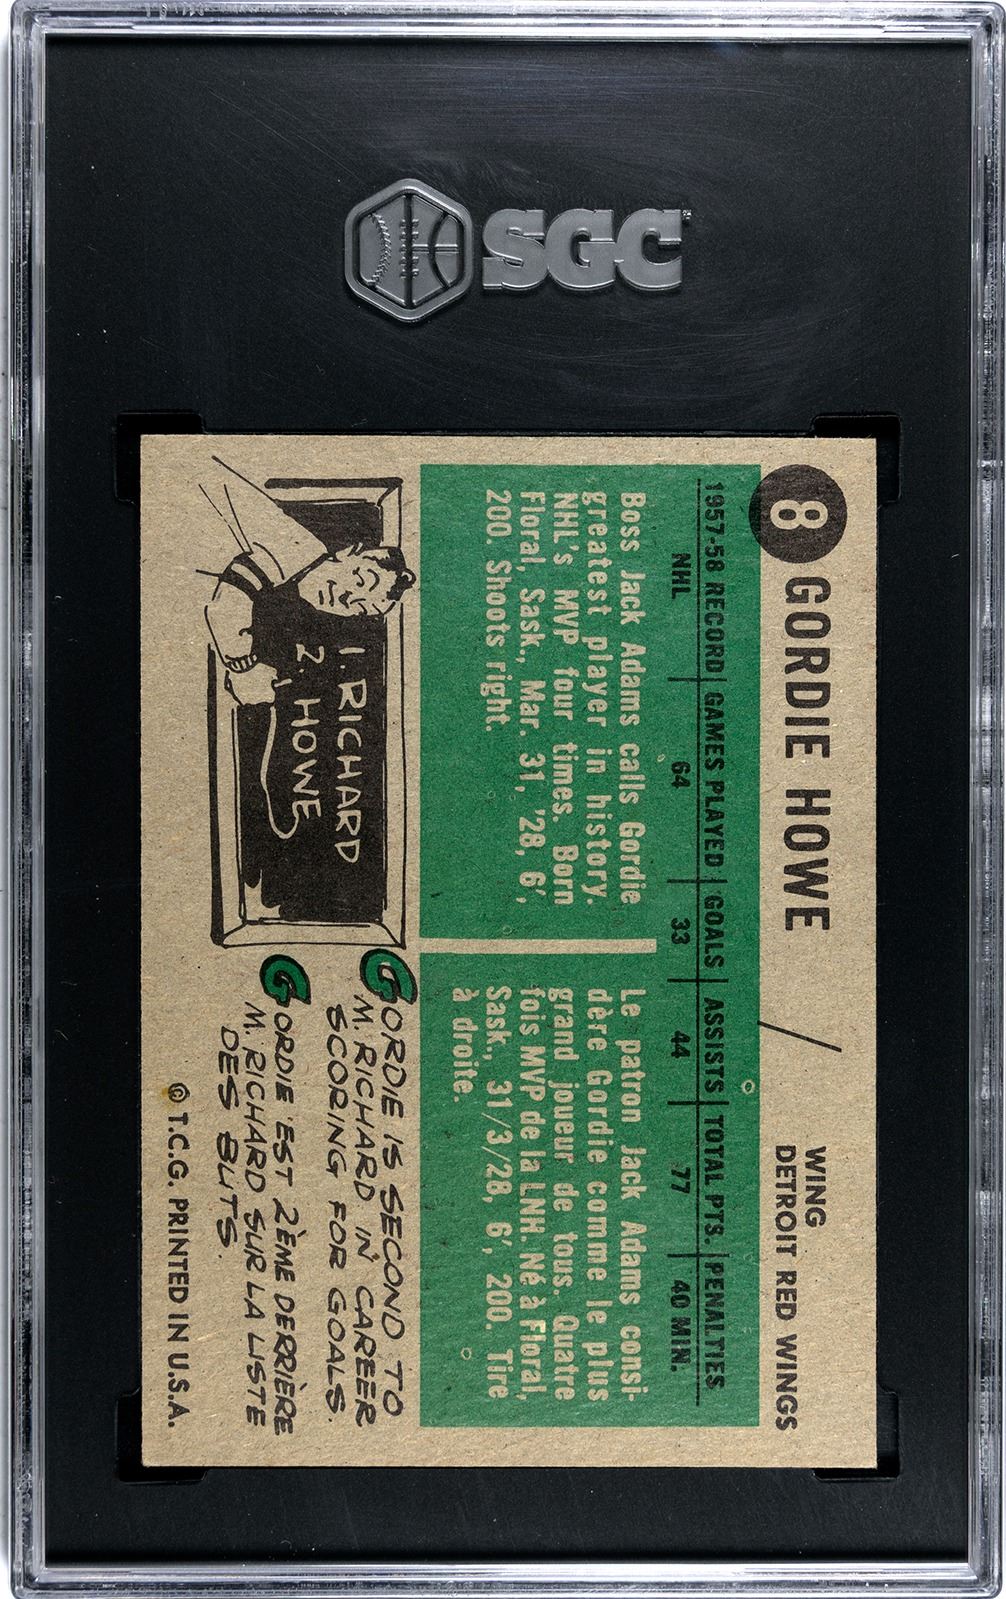 SGC
8 GORDIE HOWE
WING
DETROIT RED WINGS
1957-58 RECORD GAMES PLAYED GOALS ASSISTS TOTAL PTS. PENALTIES
NHL 64 33 44 77 40 MIN.
Boss Jack Adams calls Gordie
greatest player in history.
NHL's MVP four times. Born
Floral, Sask., Mar. 31, '28, 6',
200. Shoots right.
Le patron Jack Adams consi-
dère Gordie comme le plus
grand joueur de tous. Quatre
fois MVP de la LNH. Né à Floral,
Sask, 31/3/28, 6', 200. Tire
à droite.
1. RICHARD
2. HOWE
GORDIE IS SECOND TO
M. RICHARD IN CAREER
SCORING FOR GOALS.
GORDIE EST 2ÈME DERRIÈRE
M. RICHARD SUR LA LISTE
DES BUTS.
© T.C.G. PRINTED IN U.S.A.